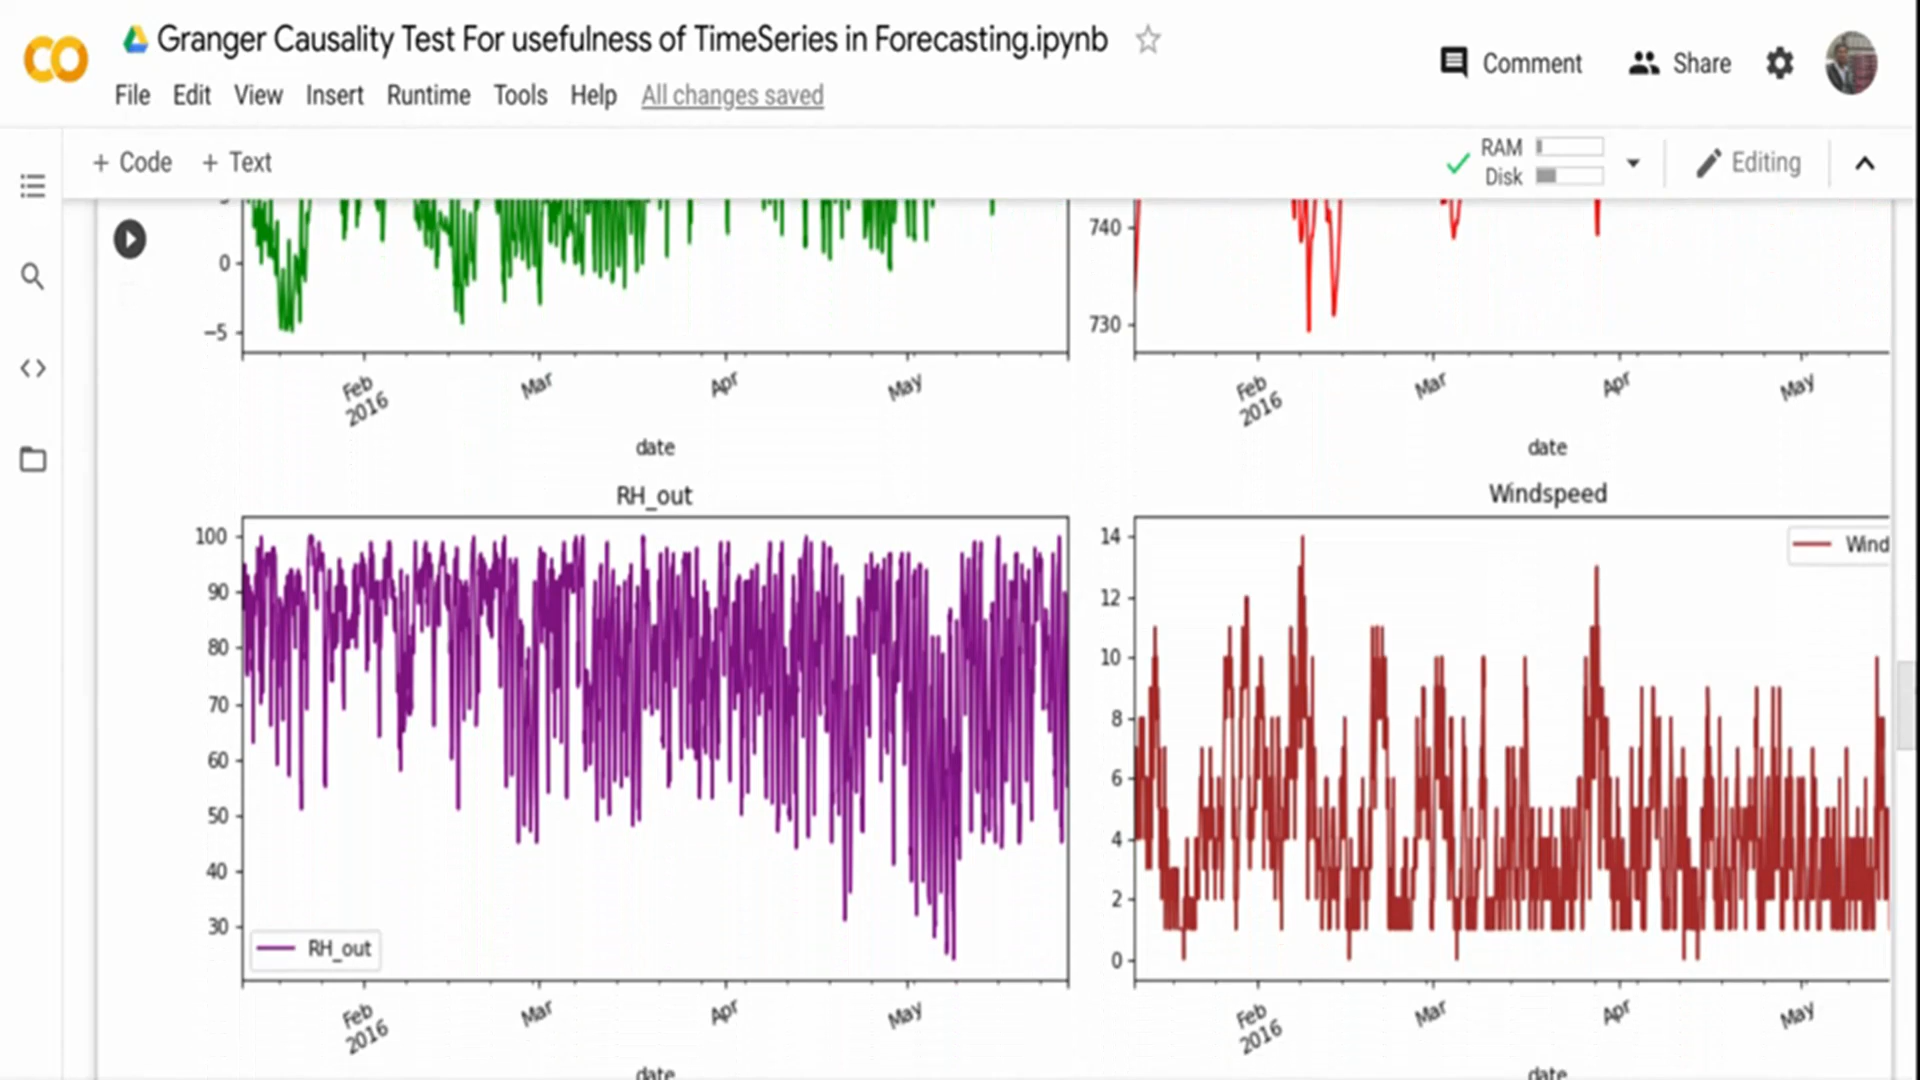 Granger Causality Test For usefulness of TimeSeries in Forecasting.ipynb
Comment
Share
File Edit View Insert Runtime Tools Help All changes saved
+ Code + Text
RAM
Disk
Editing
0
−5
Feb
2016
Mar
Apr
May
date
740
730
Feb
2016
Mar
Apr
May
date
RH_out
100
90
80
70
60
50
40
30
RH_out
Feb
2016
Mar
Apr
May
date
Windspeed
14
12
10
8
6
4
2
0
Wind
Feb
2016
Mar
Apr
May
date